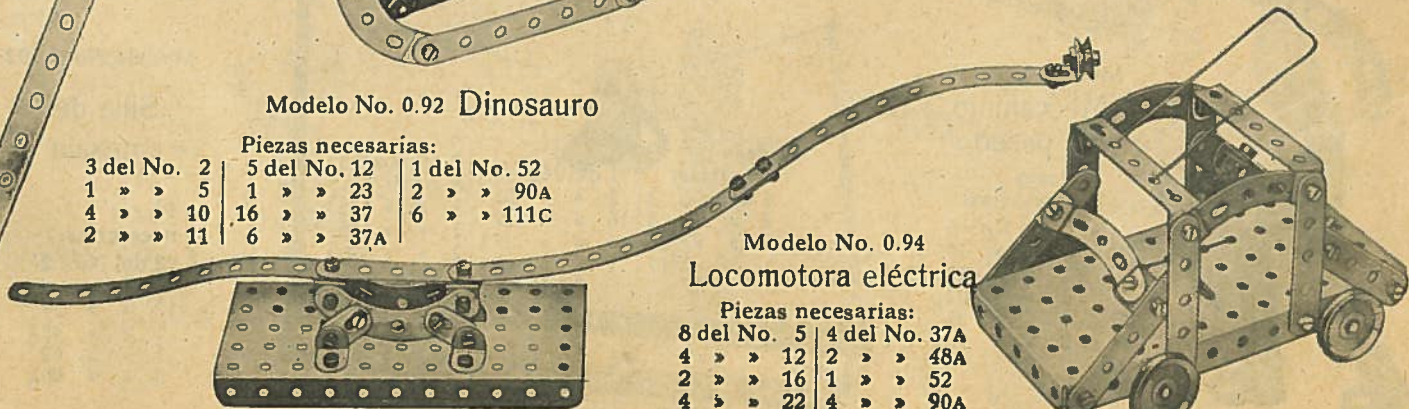 Modelo No. 0.92 Dinosauro
Piezas necesarias:
3 del No. 2 | 5 del No. 12 | 1 del No. 52
1 » » 5 | 1 » » 23 | 2 » » 90A
4 » » 10 | 16 » » 37 | 6 » » 111C
2 » » 11 | 6 » » 37A |
Modelo No. 0.94
Locomotora eléctrica
Piezas necesarias:
8 del No. 5 | 4 del No. 37A
4 » » 12 | 2 » » 48A
2 » » 16 | 1 » » 52
4 » » 22 | 4 » » 90A